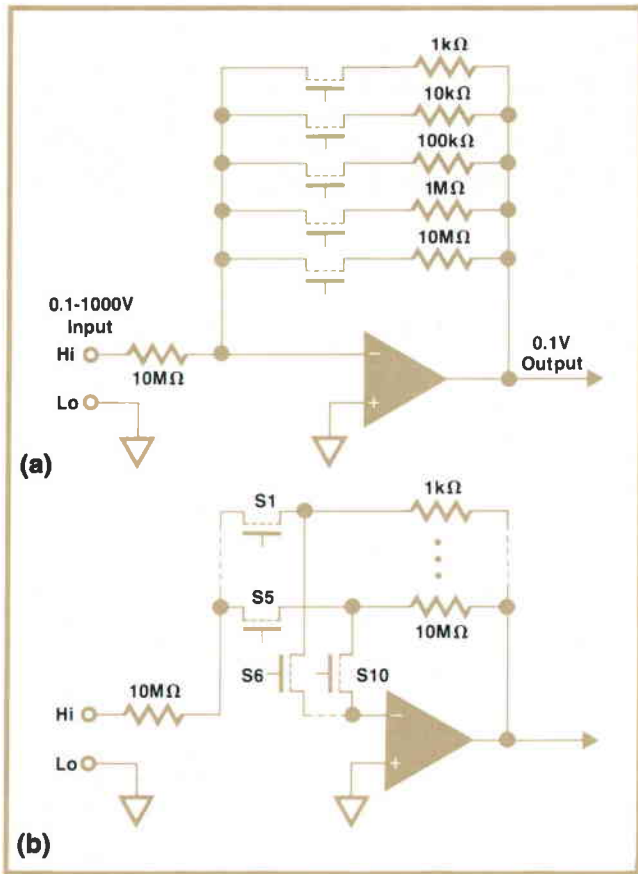 1kΩ
10kΩ
100kΩ
1MΩ
10MΩ
0.1-1000V
Input
Hi
10MΩ
Lo
−
+
0.1V
Output
(a)
S1
1kΩ
S5
10MΩ
S6
S10
10MΩ
Hi
Lo
−
+
(b)